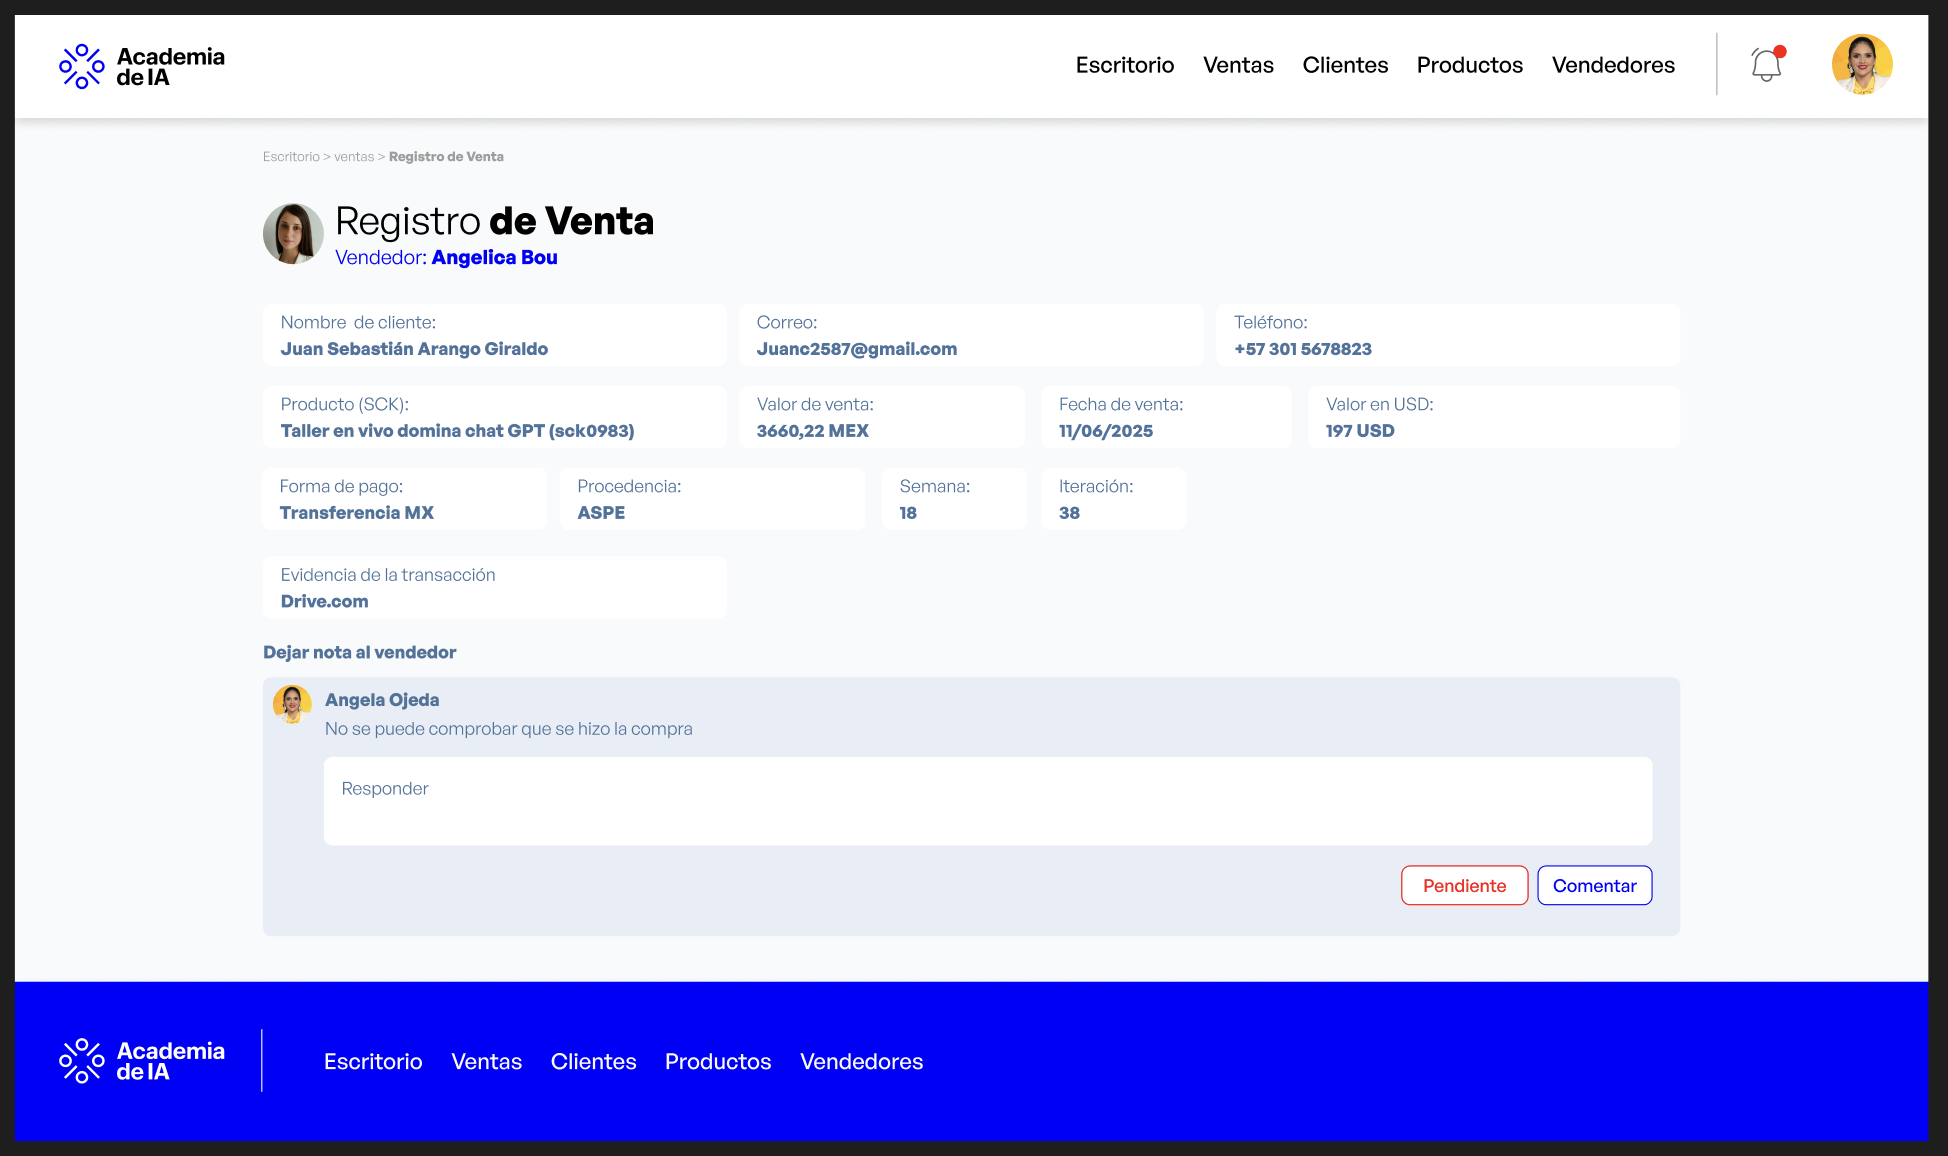 Academia
de IA
Escritorio Ventas Clientes Productos Vendedores
Escritorio > ventas > Registro de Venta
Registro de Venta
Vendedor: Angelica Bou
Nombre de cliente:
Juan Sebastián Arango Giraldo
Correo:
Juanc2587@gmail.com
Teléfono:
+57 301 5678823
Producto (SCK):
Taller en vivo domina chat GPT (sck0983)
Valor de venta:
3660,22 MEX
Fecha de venta:
11/06/2025
Valor en USD:
197 USD
Forma de pago:
Transferencia MX
Procedencia:
ASPE
Semana:
18
Iteración:
38
Evidencia de la transacción
Drive.com
Dejar nota al vendedor
Angela Ojeda
No se puede comprobar que se hizo la compra
Responder
Pendiente
Comentar
Academia
de IA
Escritorio Ventas Clientes Productos Vendedores